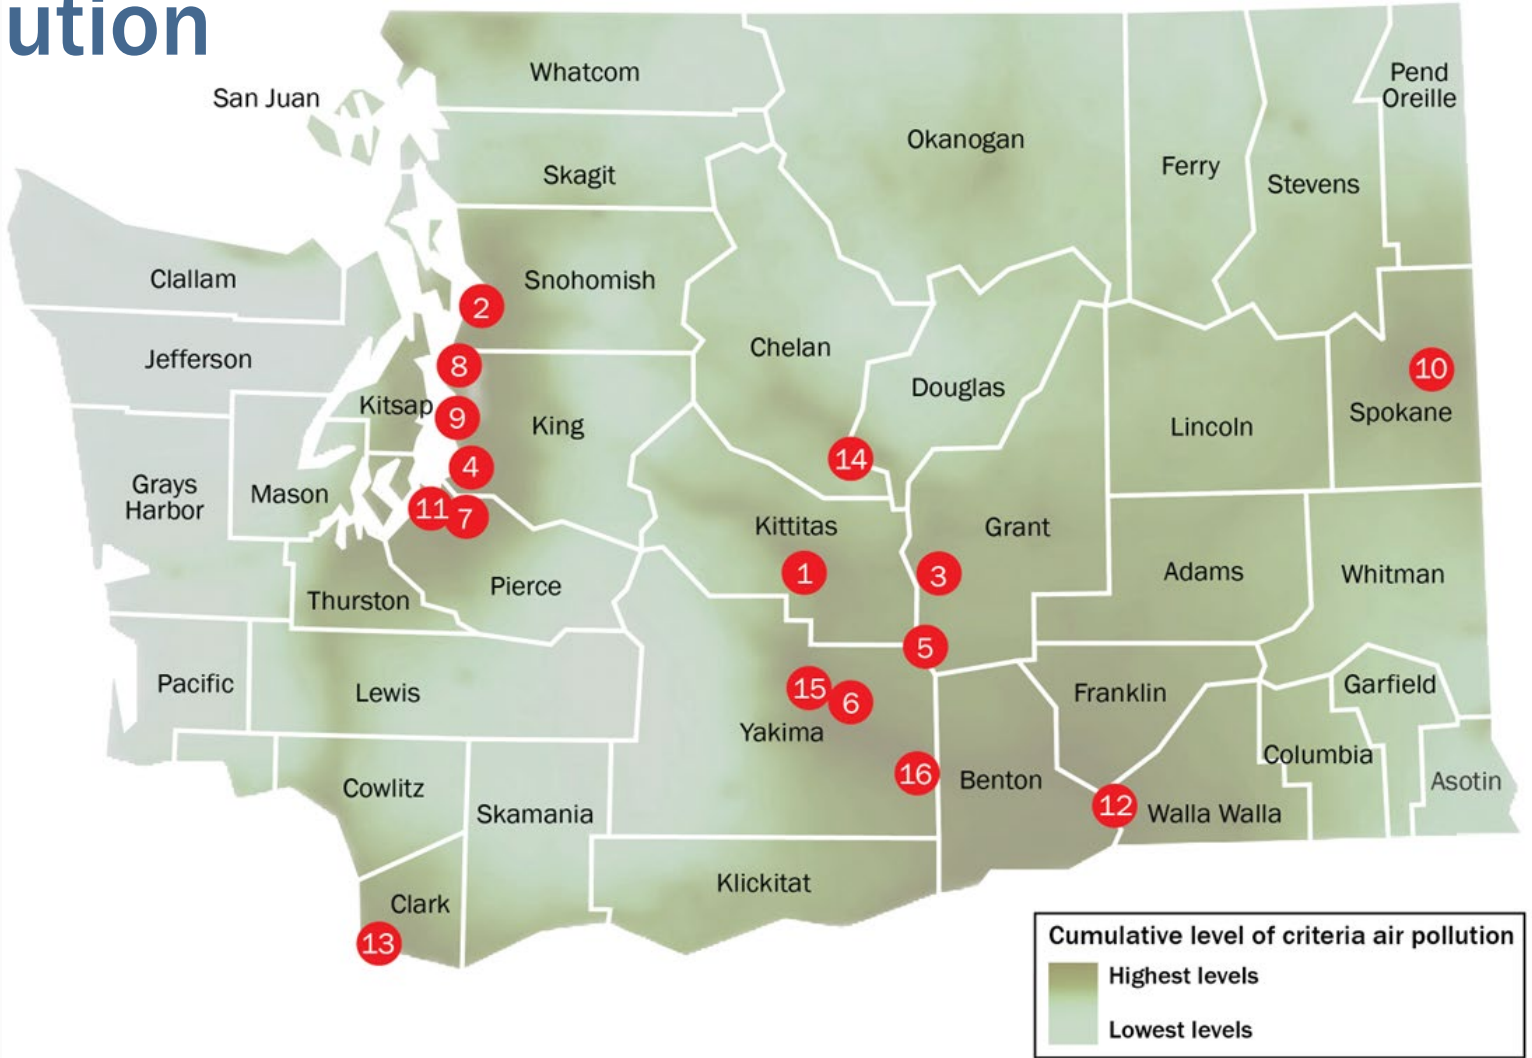 ution
Whatcom
Pend
Oreille
San Juan
Okanogan
Ferry
Skagit
Stevens
Clallam
Snohomish
2
Jefferson
8
Chelan
Douglas
10
Kitsap
9
King
Lincoln
Spokane
4
14
Grays
Harbor
Mason
11
7
Kittitas
Grant
1
3
Adams
Whitman
Thurston
Pierce
5
Pacific
Lewis
15
6
Franklin
Garfield
Yakima
Cowlitz
16
Benton
Columbia
Asotin
Skamania
12
Walla Walla
Klickitat
Clark
13
Cumulative level of criteria air pollution
Highest levels
Lowest levels